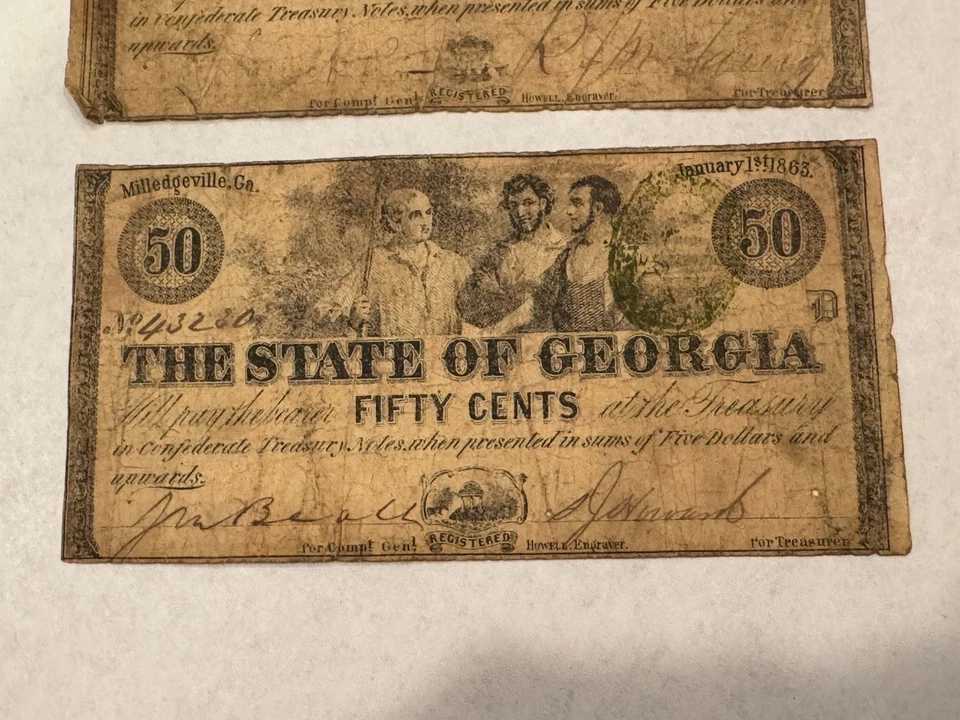 in Confederate Treasury Notes, when presented in sums of Five Dollars and
upwards.
for Compt Genl REGISTERED HOWELL, Engraver. for Treasurer
Milledgeville, Ga. January 1st. 1863.
50 50
No 43230 D
THE STATE OF GEORGIA
Will pay the bearer FIFTY CENTS at the Treasury
in Confederate Treasury Notes, when presented in sums of Five Dollars and
upwards.
for Compt Genl REGISTERED HOWELL, Engraver. for Treasurer